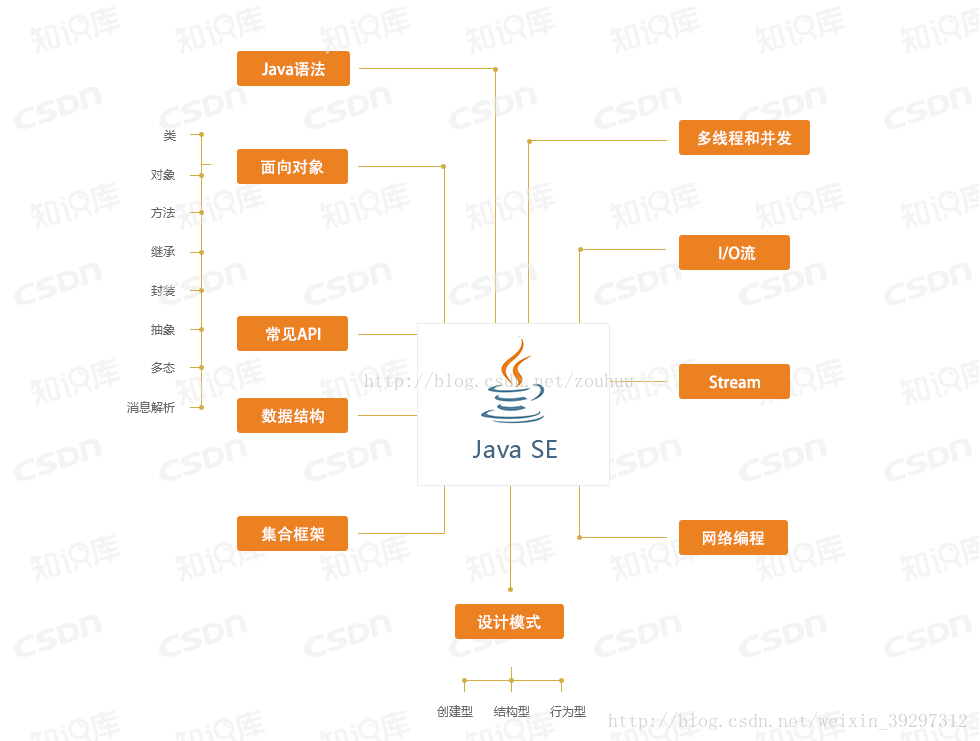 Java语法
面向对象
类
对象
方法
继承
封装
抽象
多态
消息解析
常见API
数据结构
集合框架
Java SE
多线程和并发
I/O流
Stream
网络编程
设计模式
创建型
结构型
行为型
http://blog.csdn.net/zouhuu
http://blog.csdn.net/weixin_39297312
知识库
CSDN